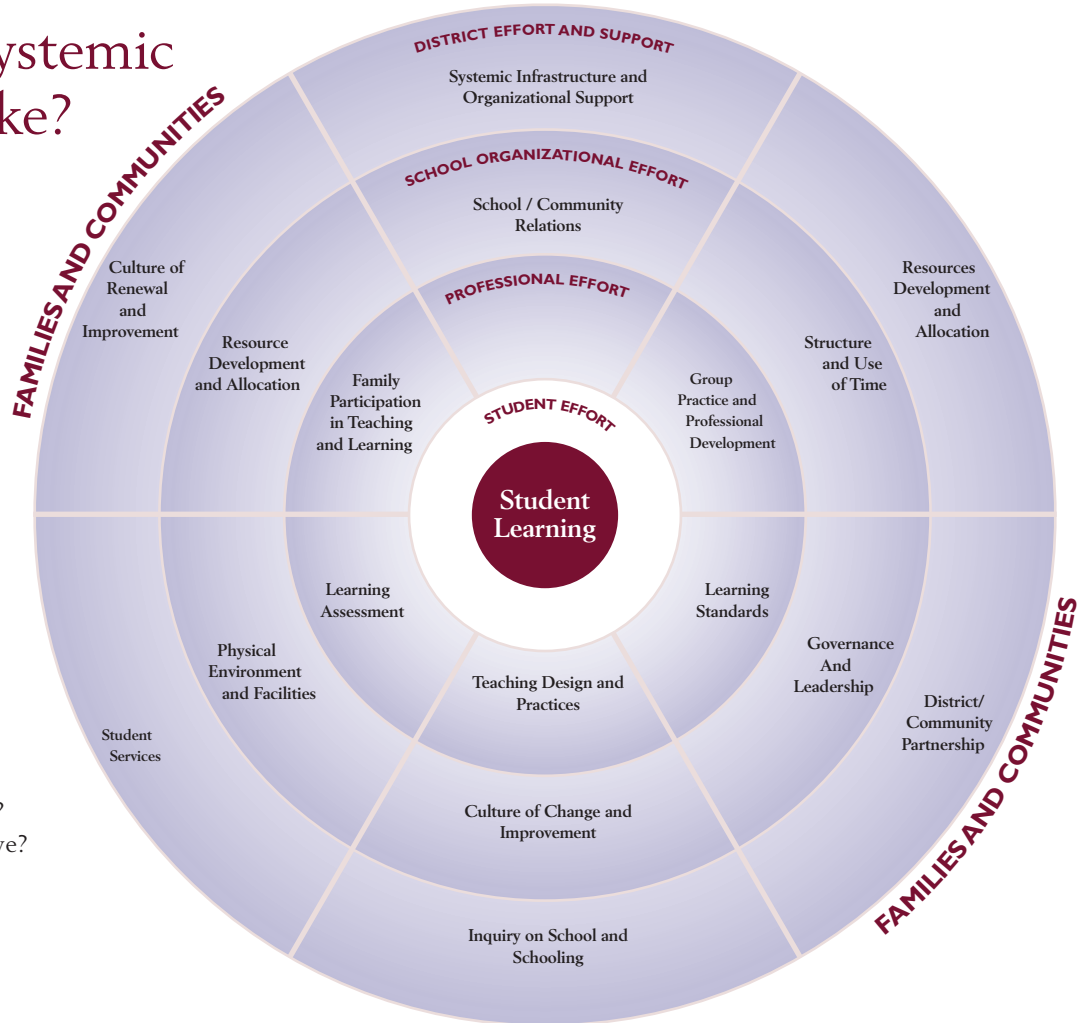 ystemic
ke?
FAMILIES AND COMMUNITIES
DISTRICT EFFORT AND SUPPORT
Systemic Infrastructure and
Organizational Support
SCHOOL ORGANIZATIONAL EFFORT
School / Community
Relations
PROFESSIONAL EFFORT
Culture of
Renewal
and
Improvement
Resources
Development
and
Allocation
Resource
Development
and Allocation
Structure
and Use
of Time
Family
Participation
in Teaching
and Learning
Group
Practice and
Professional
Development
STUDENT EFFORT
Student
Learning
Learning
Assessment
Learning
Standards
Physical
Environment
and Facilities
Governance
And
Leadership
Teaching Design and
Practices
Student
Services
District/
Community
Partnership
FAMILIES AND COMMUNITIES
?
ve?
Culture of Change and
Improvement
Inquiry on School and
Schooling